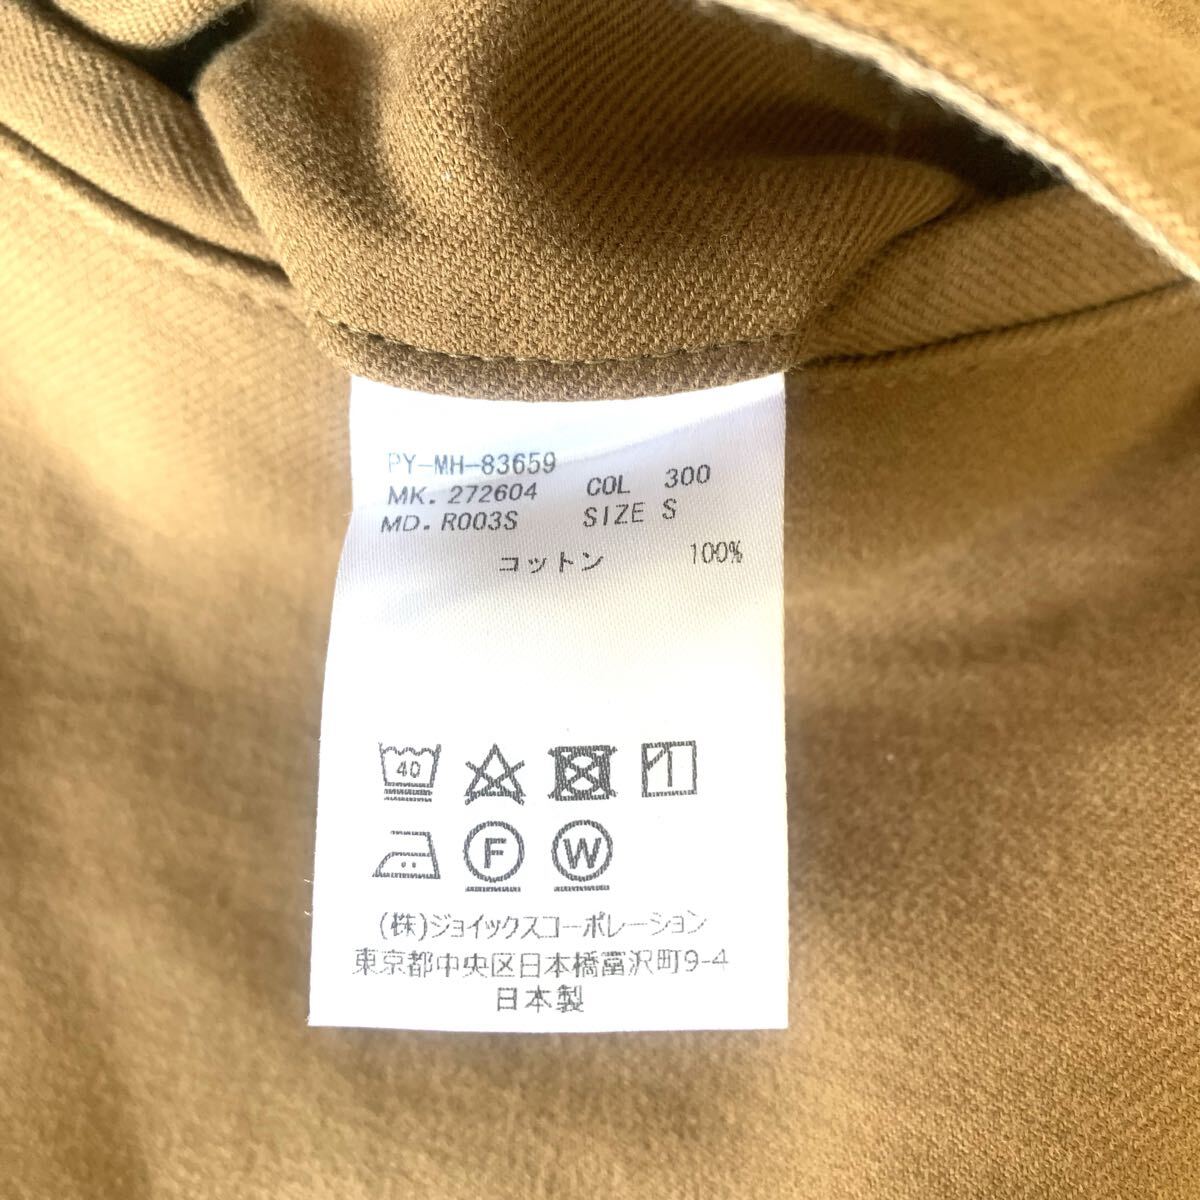 PY-MH-83659
MK. 272604 COL 300
MD. R003S SIZE S
コットン 100%
40
F W
(株)ジョイックスコーポレーション
東京都中央区日本橋富沢町9-4
日本製